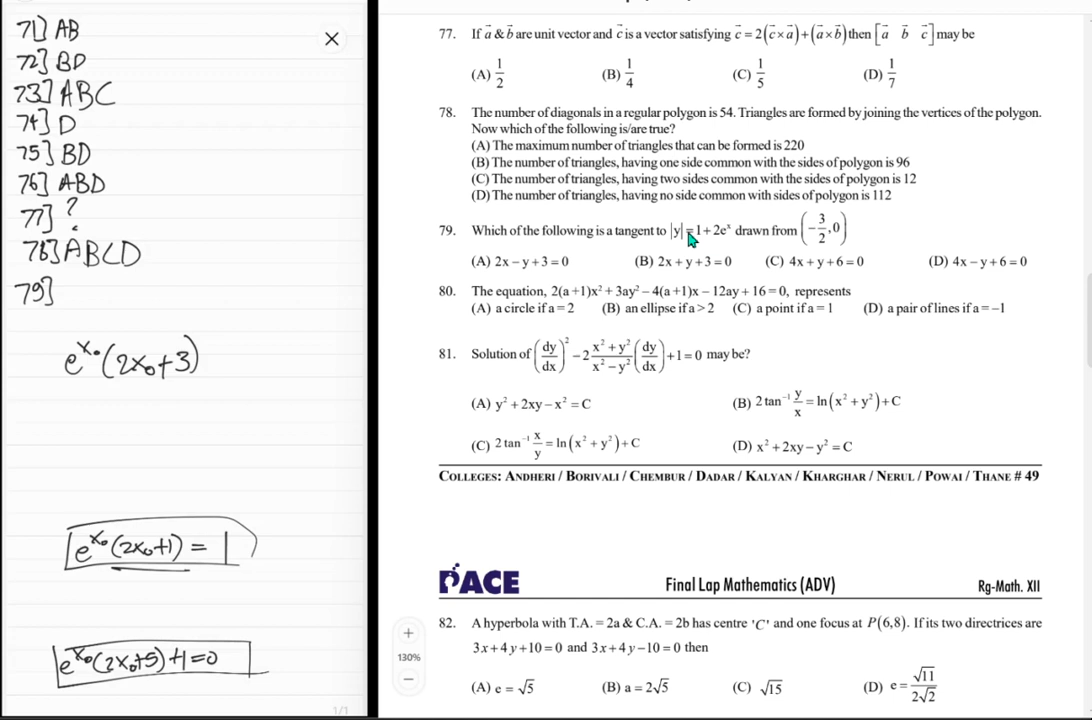 71] AB
72] BD
73] ABC
74] D
75] BD
76] ABD
77] ?
78] ABCD
79]
e^{x₀}(2x₀+3)
e^{x₀}(2x₀+1) = 1
e^{x₀}(2x₀+5)+1=0
1/1
77. If a⃗ & b⃗ are unit vector and c⃗ is a vector satisfying c⃗ = 2(c⃗×a⃗)+(a⃗×b⃗) then [a⃗ b⃗ c⃗] may be
(A) 1/2 (B) 1/4 (C) 1/5 (D) 1/7
78. The number of diagonals in a regular polygon is 54. Triangles are formed by joining the vertices of the polygon.
Now which of the following is/are true?
(A) The maximum number of triangles that can be formed is 220
(B) The number of triangles, having one side common with the sides of polygon is 96
(C) The number of triangles, having two sides common with the sides of polygon is 12
(D) The number of triangles, having no side common with sides of polygon is 112
79. Which of the following is a tangent to |y| = 1+2eˣ drawn from (-3/2, 0)
(A) 2x − y + 3 = 0 (B) 2x + y + 3 = 0 (C) 4x + y + 6 = 0 (D) 4x − y + 6 = 0
80. The equation, 2(a+1)x² + 3ay² − 4(a+1)x − 12ay + 16 = 0, represents
(A) a circle if a = 2 (B) an ellipse if a > 2 (C) a point if a = 1 (D) a pair of lines if a = −1
81. Solution of (dy/dx)² − 2 (x²+y²)/(x²−y²) (dy/dx) + 1 = 0 may be?
(A) y² + 2xy − x² = C (B) 2 tan⁻¹ y/x = ln(x² + y²) + C
(C) 2 tan⁻¹ x/y = ln(x² + y²) + C (D) x² + 2xy − y² = C
COLLEGES: ANDHERI / BORIVALI / CHEMBUR / DADAR / KALYAN / KHARGHAR / NERUL / POWAI / THANE # 49
PACE Final Lap Mathematics (ADV) Rg-Math. XII
130%
82. A hyperbola with T.A. = 2a & C.A. = 2b has centre 'C' and one focus at P(6,8). If its two directrices are
3x + 4y + 10 = 0 and 3x + 4y − 10 = 0 then
(A) e = √5 (B) a = 2√5 (C) √15 (D) e = √11/2√2